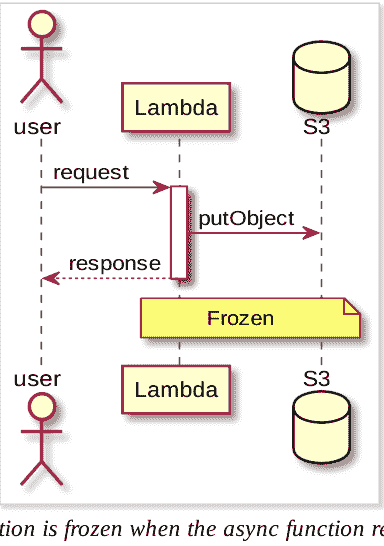 user
Lambda
S3
request
putObject
response
Frozen
user
Lambda
S3
tion is frozen when the async function re